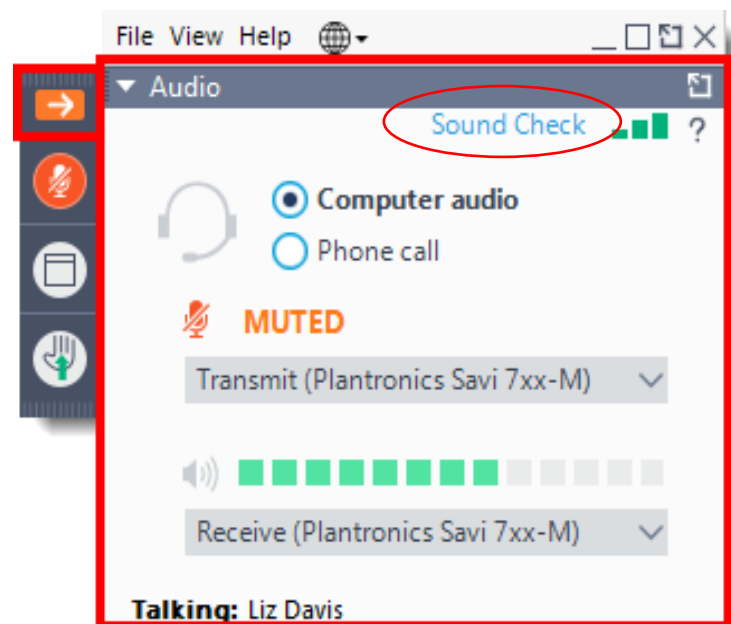 File View Help
Audio
Sound Check ?
Computer audio
Phone call
MUTED
Transmit (Plantronics Savi 7xx-M)
Receive (Plantronics Savi 7xx-M)
Talking: Liz Davis